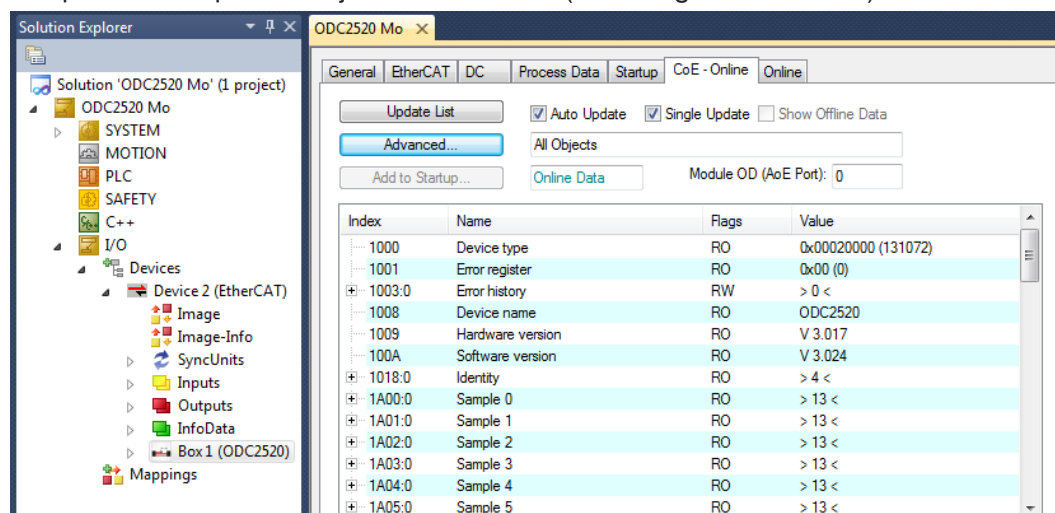 Solution Explorer
Solution 'ODC2520 Mo' (1 project)
ODC2520 Mo
SYSTEM
MOTION
PLC
SAFETY
C++
I/O
Devices
Device 2 (EtherCAT)
Image
Image-Info
SyncUnits
Inputs
Outputs
InfoData
Box 1 (ODC2520)
Mappings
ODC2520 Mo
General EtherCAT DC Process Data Startup CoE - Online Online
Update List Auto Update Single Update Show Offline Data
Advanced... All Objects
Add to Startup... Online Data Module OD (AoE Port): 0
Index Name Flags Value
1000 Device type RO 0x00020000 (131072)
1001 Error register RO 0x00 (0)
1003:0 Error history RW > 0 <
1008 Device name RO ODC2520
1009 Hardware version RO V 3.017
100A Software version RO V 3.024
1018:0 Identity RO > 4 <
1A00:0 Sample 0 RO > 13 <
1A01:0 Sample 1 RO > 13 <
1A02:0 Sample 2 RO > 13 <
1A03:0 Sample 3 RO > 13 <
1A04:0 Sample 4 RO > 13 <
1A05:0 Sample 5 RO > 13 <